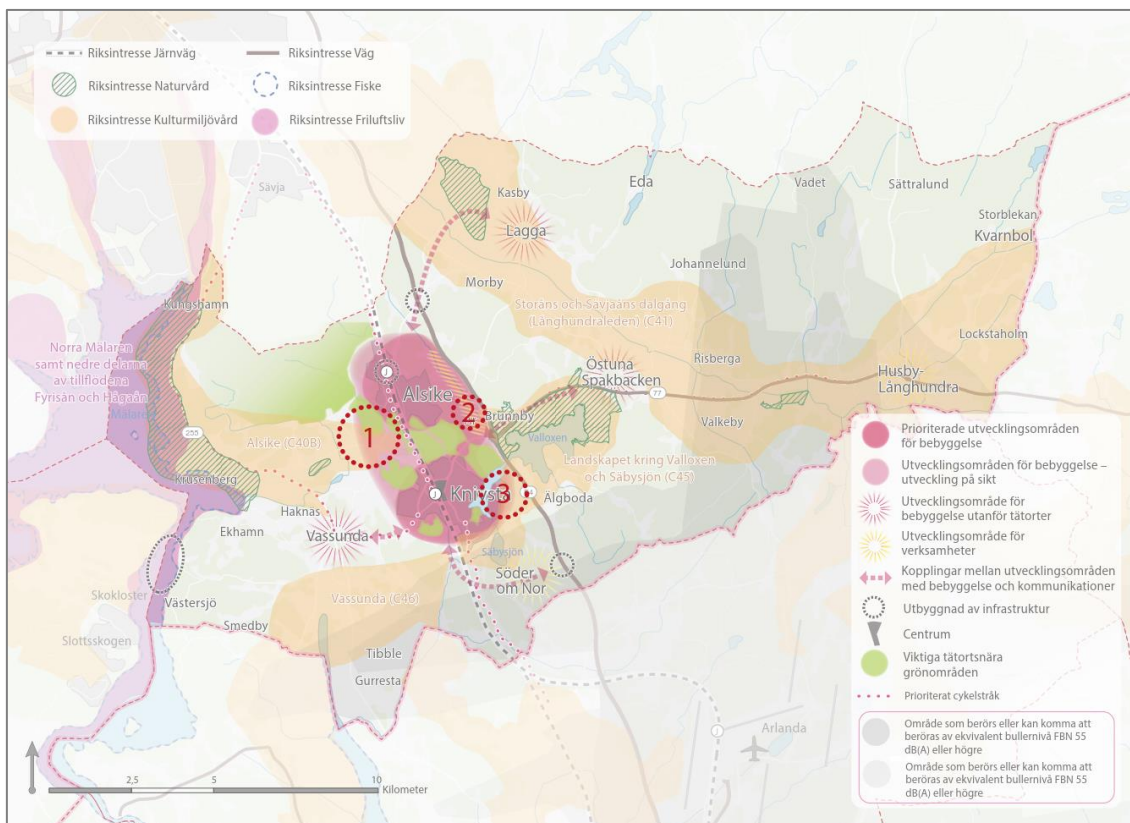 Riksintresse Järnväg
Riksintresse Väg
Riksintresse Naturvård
Riksintresse Fiske
Riksintresse Kulturmiljövård
Riksintresse Friluftsliv
Sävja
Kasby
Lagga
Eda
Vadet
Sättralund
Storblekan
Kvarnbol
Morby
Johannelund
Kungshamn
Storåns och Sävjaåns dalgång
(Långhundraleden) (C41)
Lockstaholm
Norra Mälaren
samt nedre delarna
av tillflödena
Fyrisån och Hågaån
Mälaren
Risberga
Östuna
Spakbacken
Husby-
Långhundra
J
Alsike
77
2
Brunnby
Valkeby
255
1
Alsike (C40B)
Valloxen
Landskapet kring Valloxen
och Säbysjön (C45)
Krusenberg
J
Knivsta
3
Älgboda
Haknäs
Ekhamn
Vassunda
Säbysjön
Söder
om Nor
Skokloster
Västersjö
Vassunda (C46)
Slottsskogen
Smedby
Tibble
Gurresta
J
Arlanda
Prioriterade utvecklingsområden
för bebyggelse
Utvecklingsområden för bebyggelse –
utveckling på sikt
Utvecklingsområde för
bebyggelse utanför tätorter
Utvecklingsområde för
verksamheter
Kopplingar mellan utvecklingsområden
med bebyggelse och kommunikationer
Utbyggnad av infrastruktur
Centrum
Viktiga tätortsnära
grönområden
Prioriterat cykelstråk
Område som berörs eller kan komma att
beröras av ekvivalent bullernivå FBN 55
dB(A) eller högre
Område som berörs eller kan komma att
beröras av ekvivalent bullernivå FBN 55
dB(A) eller högre
2,5
5
10
Kilometer